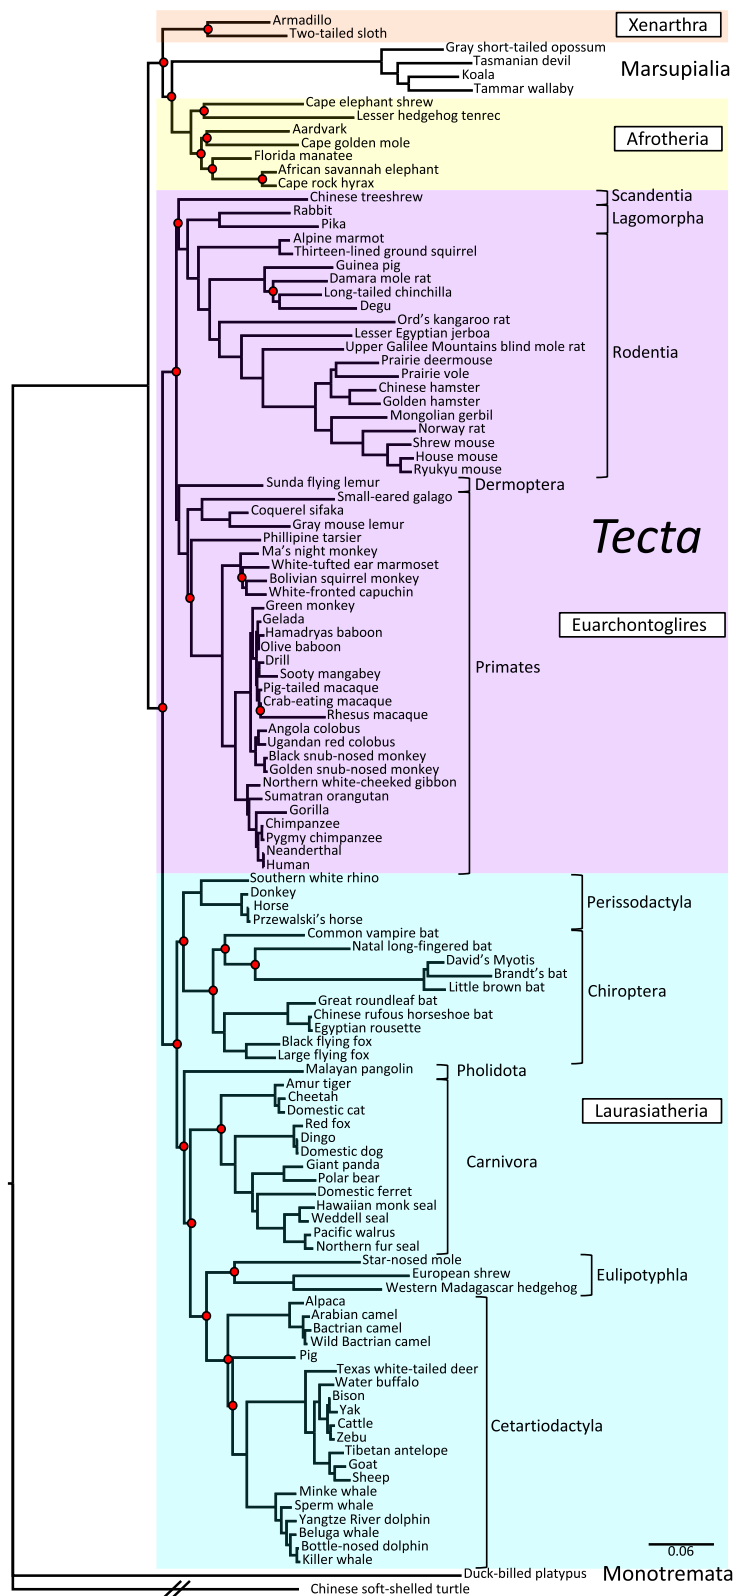 Armadillo
Two-tailed sloth
Xenarthra
Gray short-tailed opossum
Tasmanian devil
Koala
Tammar wallaby
Marsupialia
Cape elephant shrew
Lesser hedgehog tenrec
Aardvark
Cape golden mole
Florida manatee
African savannah elephant
Cape rock hyrax
Afrotheria
Chinese treeshrew
Scandentia
Rabbit
Pika
Lagomorpha
Alpine marmot
Thirteen-lined ground squirrel
Guinea pig
Damara mole rat
Long-tailed chinchilla
Degu
Ord's kangaroo rat
Lesser Egyptian jerboa
Upper Galilee Mountains blind mole rat
Prairie deermouse
Prairie vole
Chinese hamster
Golden hamster
Mongolian gerbil
Norway rat
Shrew mouse
House mouse
Ryukyu mouse
Rodentia
Sunda flying lemur
Dermoptera
Small-eared galago
Coquerel sifaka
Gray mouse lemur
Phillipine tarsier
Ma's night monkey
White-tufted ear marmoset
Bolivian squirrel monkey
White-fronted capuchin
Green monkey
Gelada
Hamadryas baboon
Olive baboon
Drill
Sooty mangabey
Pig-tailed macaque
Crab-eating macaque
Rhesus macaque
Angola colobus
Ugandan red colobus
Black snub-nosed monkey
Golden snub-nosed monkey
Northern white-cheeked gibbon
Sumatran orangutan
Gorilla
Chimpanzee
Pygmy chimpanzee
Neanderthal
Human
Primates
Tecta
Euarchontoglires
Southern white rhino
Donkey
Horse
Przewalski's horse
Perissodactyla
Common vampire bat
Natal long-fingered bat
David's Myotis
Brandt's bat
Little brown bat
Great roundleaf bat
Chinese rufous horseshoe bat
Egyptian rousette
Black flying fox
Large flying fox
Chiroptera
Malayan pangolin
Pholidota
Amur tiger
Cheetah
Domestic cat
Red fox
Dingo
Domestic dog
Giant panda
Polar bear
Domestic ferret
Hawaiian monk seal
Weddell seal
Pacific walrus
Northern fur seal
Carnivora
Laurasiatheria
Star-nosed mole
European shrew
Western Madagascar hedgehog
Eulipotyphla
Alpaca
Arabian camel
Bactrian camel
Wild Bactrian camel
Pig
Texas white-tailed deer
Water buffalo
Bison
Yak
Cattle
Zebu
Tibetan antelope
Goat
Sheep
Minke whale
Sperm whale
Yangtze River dolphin
Beluga whale
Bottle-nosed dolphin
Killer whale
Cetartiodactyla
0.06
Duck-billed platypus
Monotremata
Chinese soft-shelled turtle